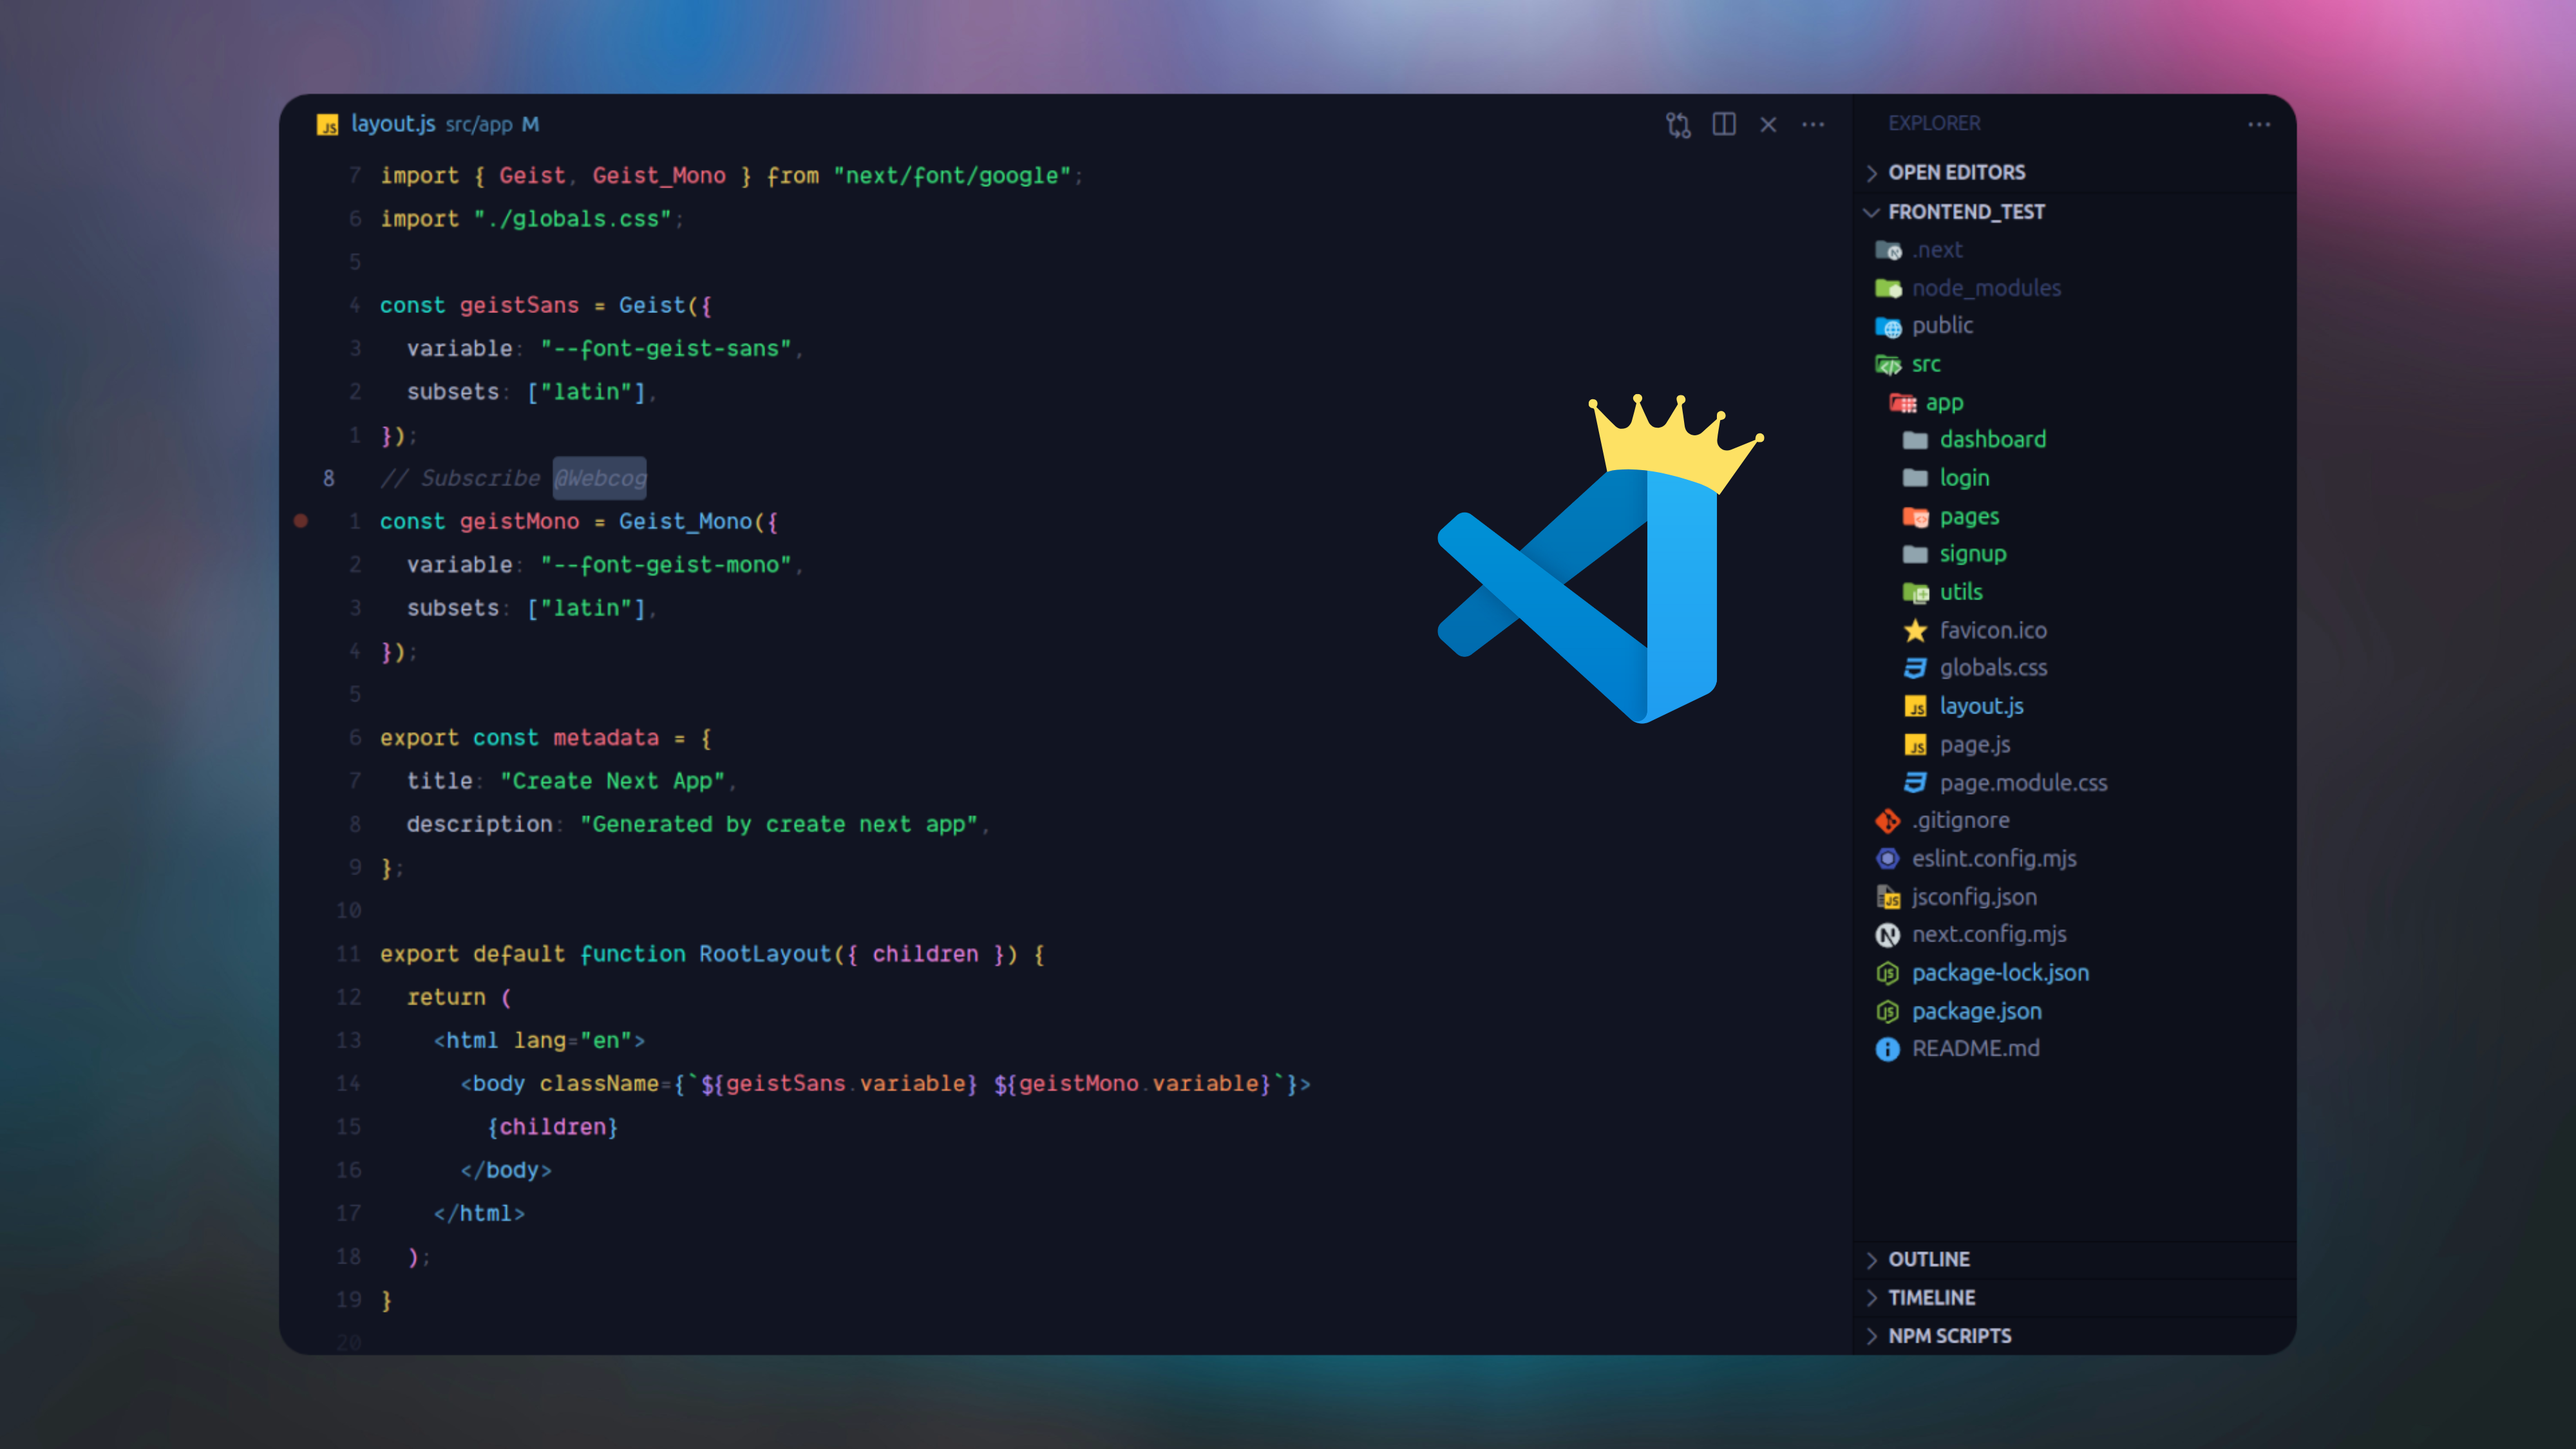 JS layout.js src/app M
7 import { Geist, Geist_Mono } from "next/font/google";
6 import "./globals.css";
5
4 const geistSans = Geist({
3   variable: "--font-geist-sans",
2   subsets: ["latin"],
1 });
8 // Subscribe @Webcog
1 const geistMono = Geist_Mono({
2   variable: "--font-geist-mono",
3   subsets: ["latin"],
4 });
5
6 export const metadata = {
7   title: "Create Next App",
8   description: "Generated by create next app",
9 };
10
11 export default function RootLayout({ children }) {
12   return (
13     <html lang="en">
14       <body className={`${geistSans.variable} ${geistMono.variable}`}>
15         {children}
16       </body>
17     </html>
18   );
19 }
20
EXPLORER
OPEN EDITORS
FRONTEND_TEST
.next
node_modules
public
src
app
dashboard
login
pages
signup
utils
favicon.ico
globals.css
JS layout.js
JS page.js
page.module.css
.gitignore
eslint.config.mjs
JS jsconfig.json
N next.config.mjs
JS package-lock.json
JS package.json
README.md
OUTLINE
TIMELINE
NPM SCRIPTS